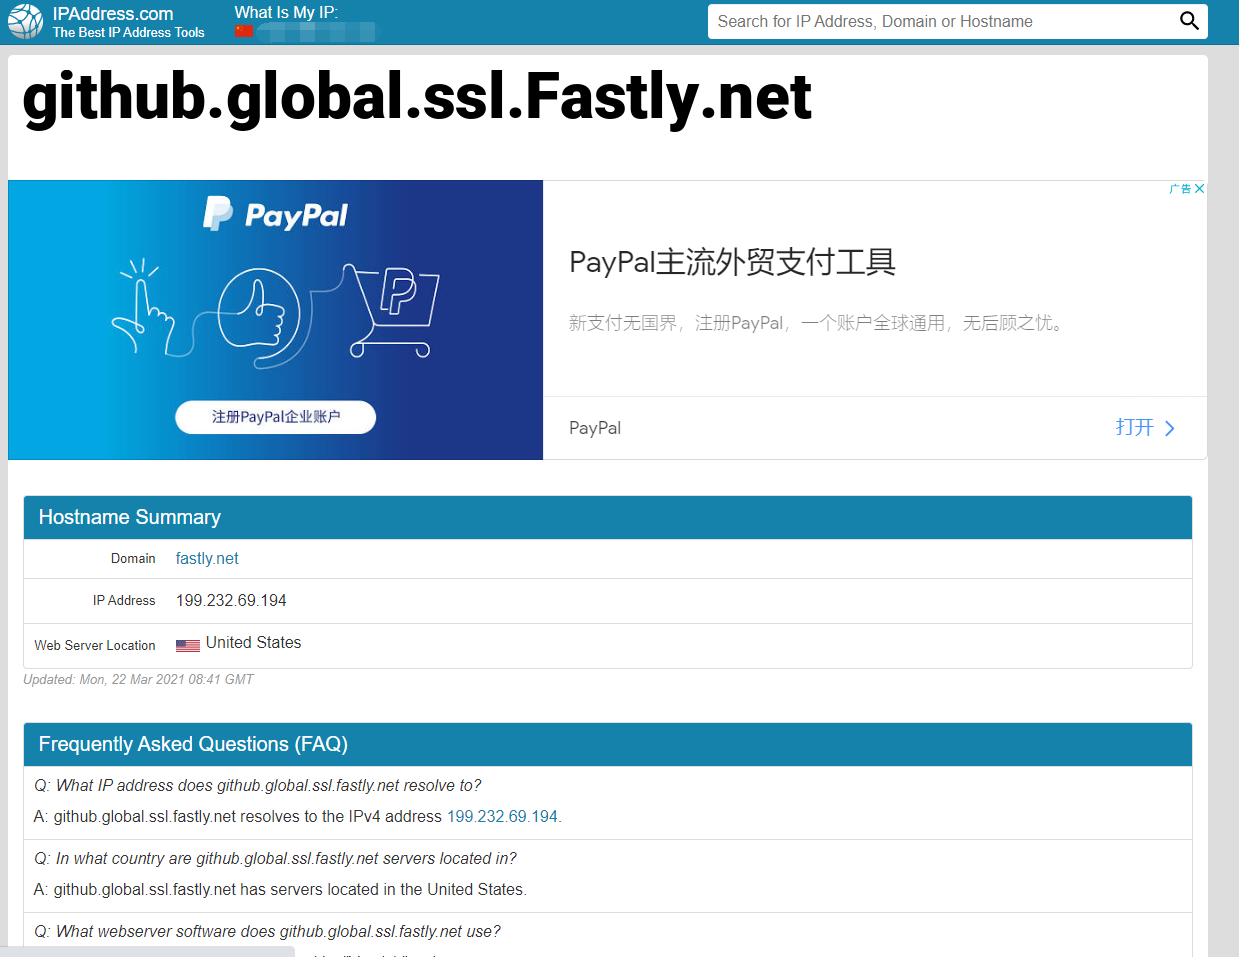 IPAddress.com
The Best IP Address Tools
What Is My IP:
Search for IP Address, Domain or Hostname
github.global.ssl.Fastly.net
广告
PayPal
注册PayPal企业账户
PayPal主流外贸支付工具
新支付无国界，注册PayPal，一个账户全球通用，无后顾之忧。
PayPal
打开
Hostname Summary
Domain fastly.net
IP Address 199.232.69.194
Web Server Location United States
Updated: Mon, 22 Mar 2021 08:41 GMT
Frequently Asked Questions (FAQ)
Q: What IP address does github.global.ssl.fastly.net resolve to?
A: github.global.ssl.fastly.net resolves to the IPv4 address 199.232.69.194.
Q: In what country are github.global.ssl.fastly.net servers located in?
A: github.global.ssl.fastly.net has servers located in the United States.
Q: What webserver software does github.global.ssl.fastly.net use?